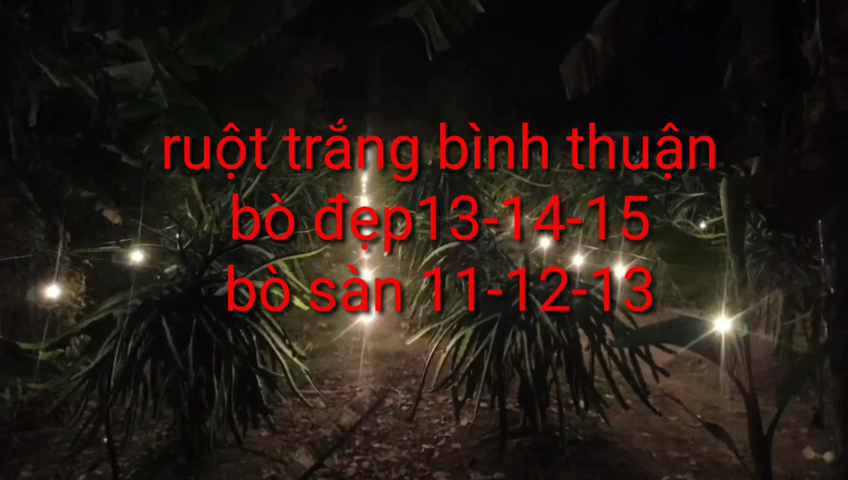 ruột trắng bình thuận
bò đẹp13-14-15
bò sàn 11-12-13